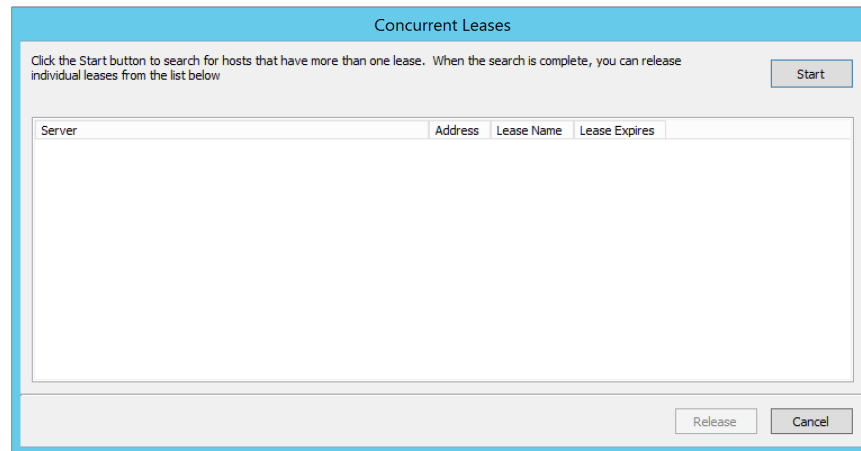 Concurrent Leases
Click the Start button to search for hosts that have more than one lease.  When the search is complete, you can release
individual leases from the list below
Start
Server Address Lease Name Lease Expires
Release Cancel